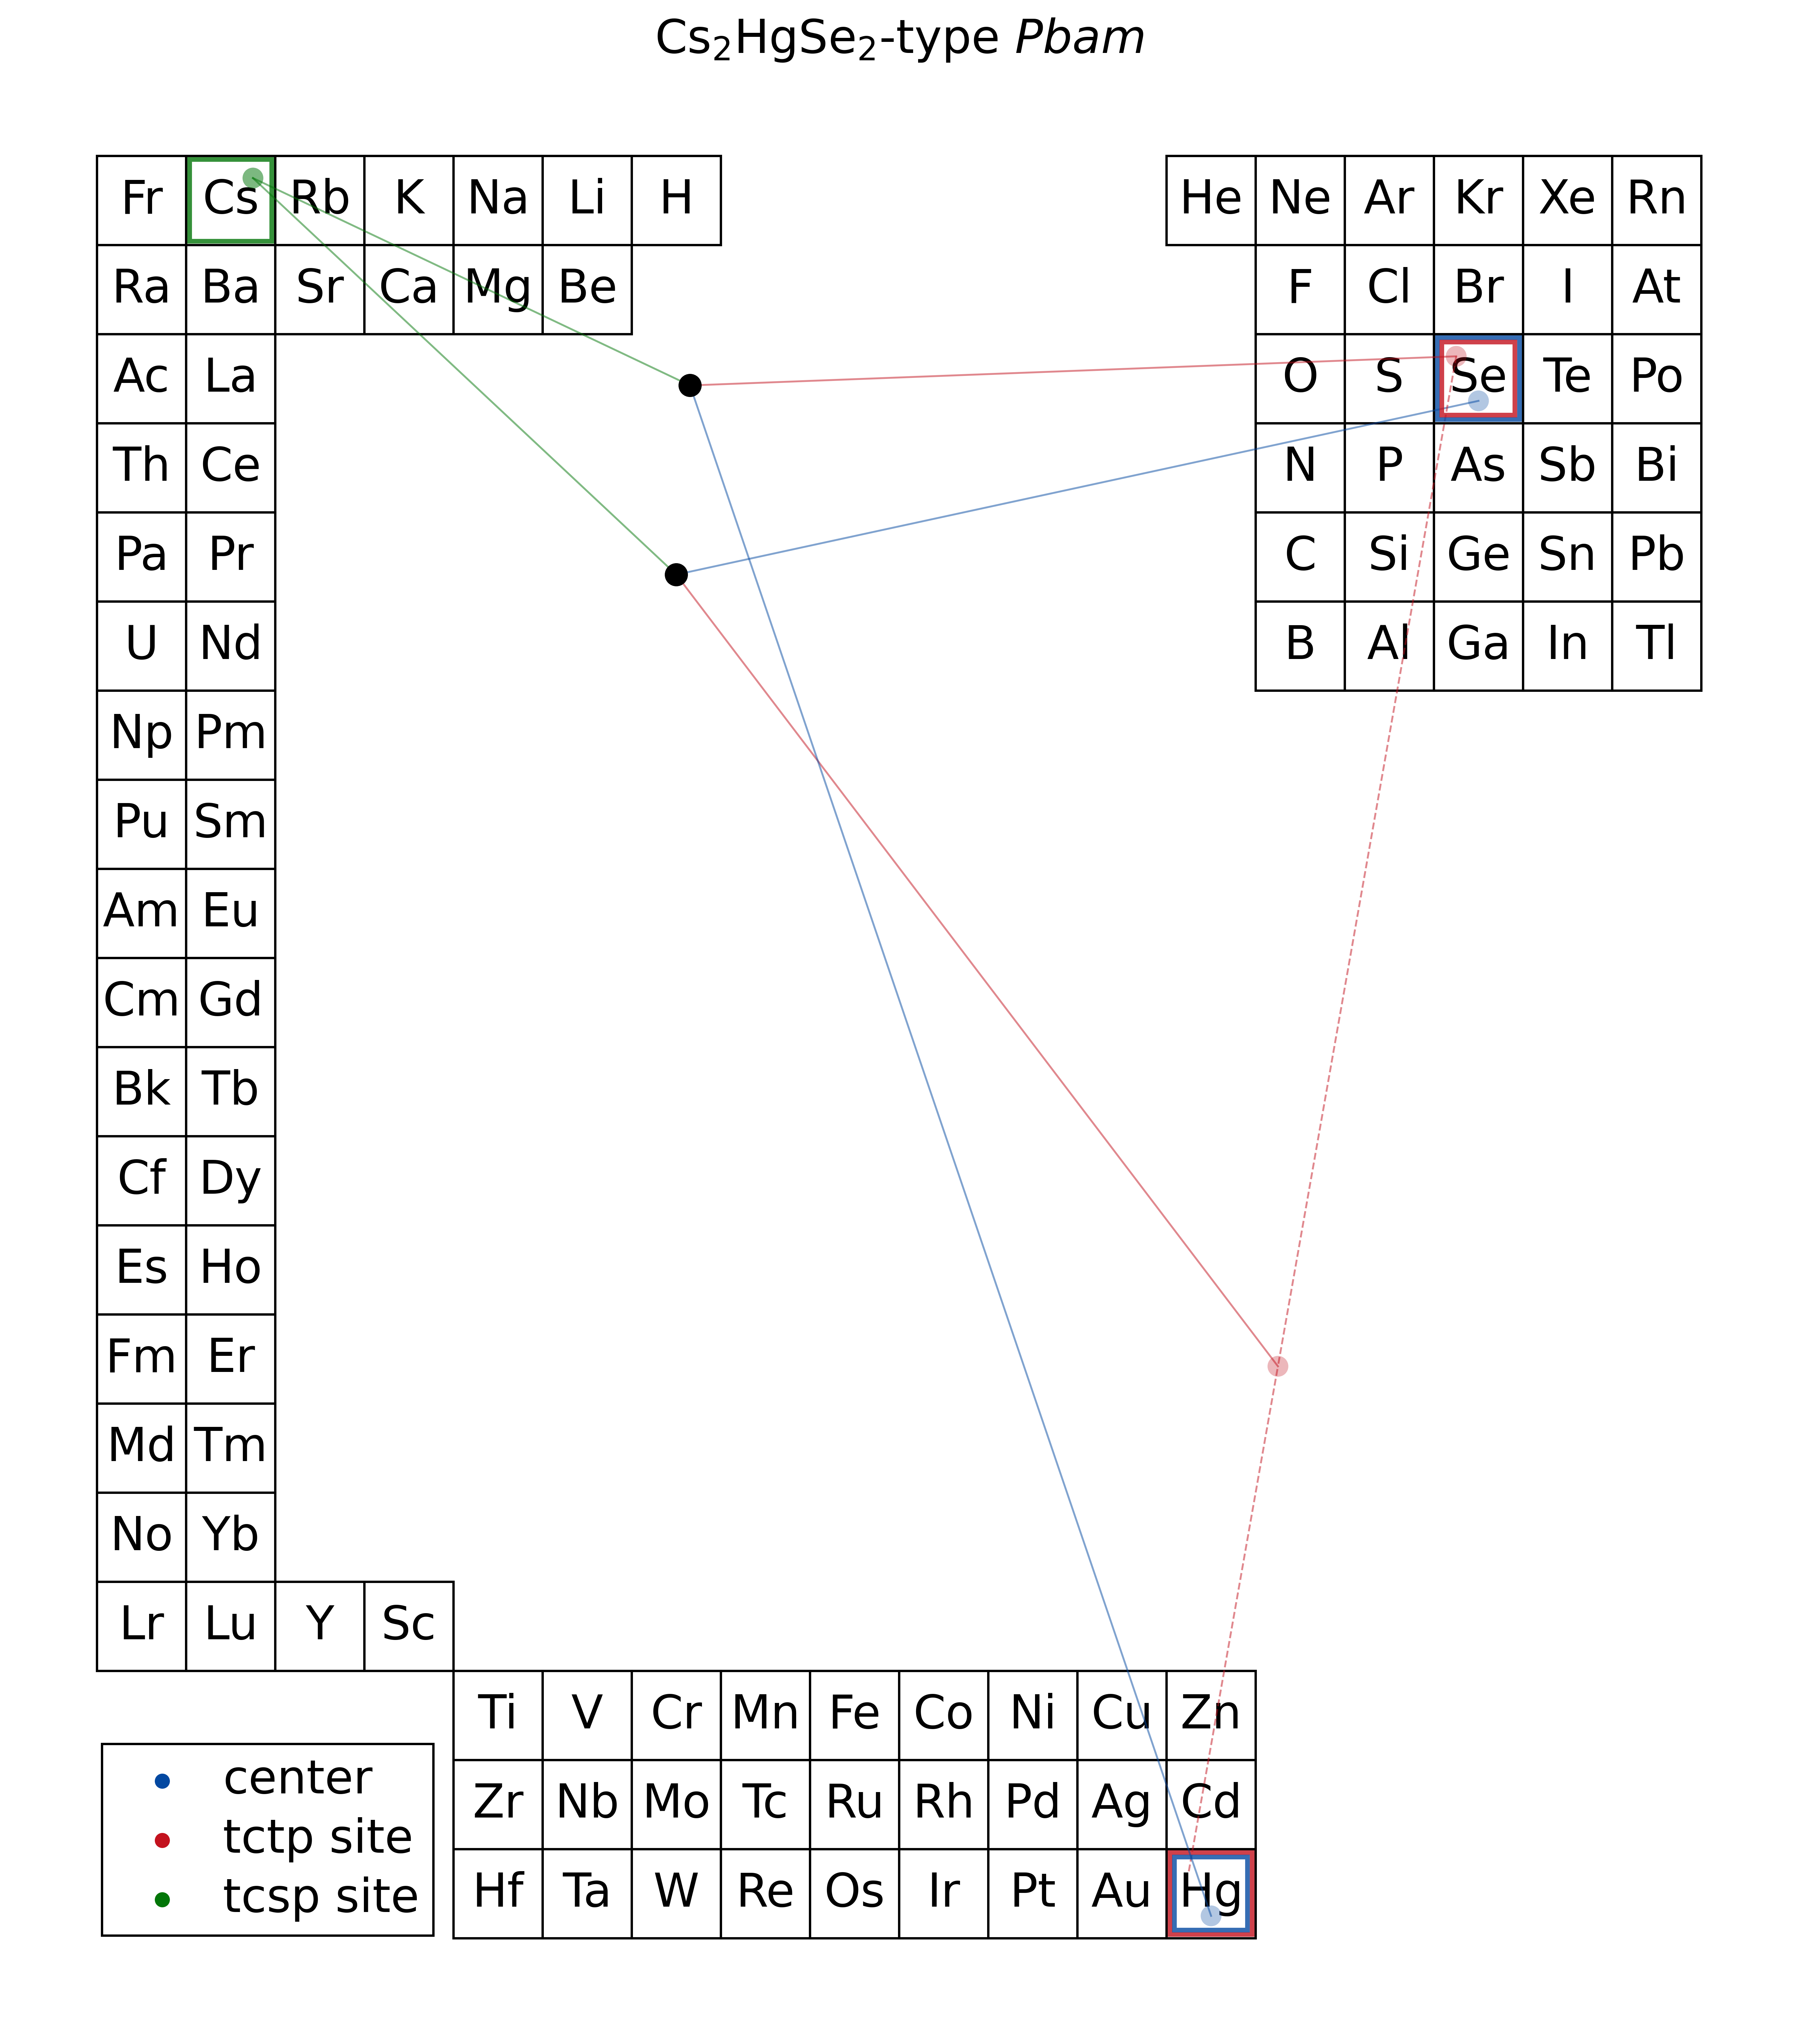 Cs₂HgSe₂-type Pbam
Fr Cs Rb K Na Li H He Ne Ar Kr Xe Rn
Ra Ba Sr Ca Mg Be F Cl Br I At
Ac La O S Se Te Po
Th Ce N P As Sb Bi
Pa Pr C Si Ge Sn Pb
U Nd B Al Ga In Tl
Np Pm
Pu Sm
Am Eu
Cm Gd
Bk Tb
Cf Dy
Es Ho
Fm Er
Md Tm
No Yb
Lr Lu Y Sc
Ti V Cr Mn Fe Co Ni Cu Zn
Zr Nb Mo Tc Ru Rh Pd Ag Cd
Hf Ta W Re Os Ir Pt Au Hg
center
tctp site
tcsp site